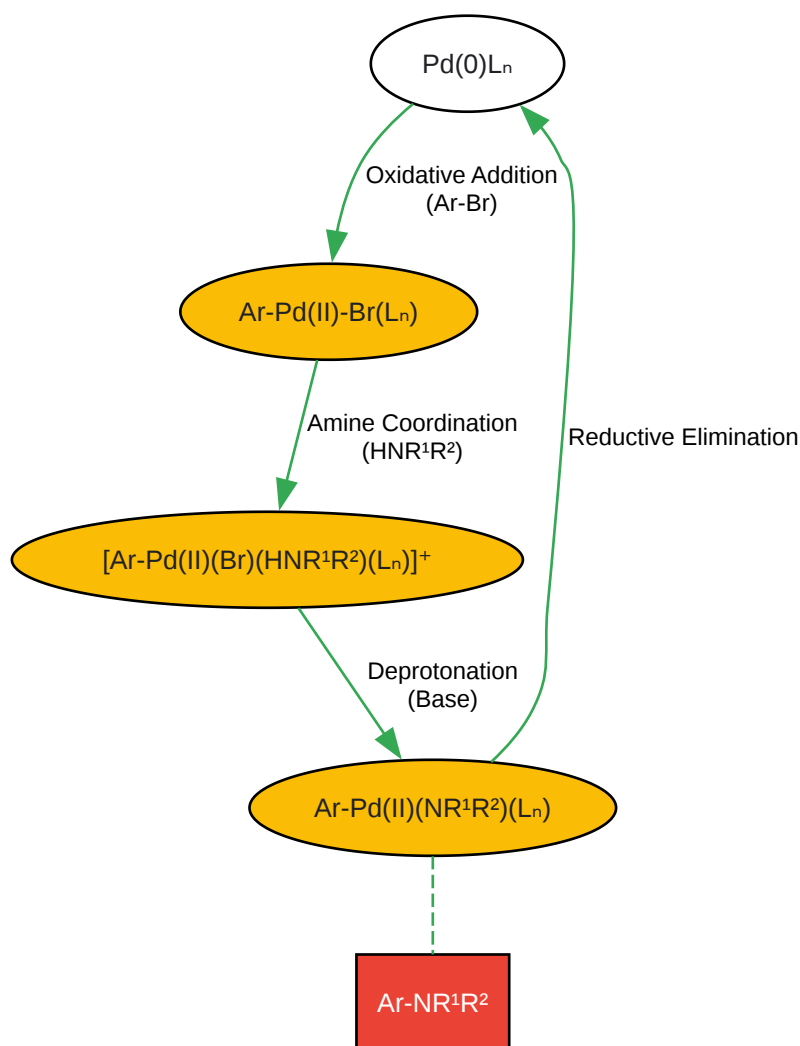 Pd(0)Lₙ
Oxidative Addition
(Ar-Br)
Ar-Pd(II)-Br(Lₙ)
Amine Coordination
(HNR¹R²)
Reductive Elimination
[Ar-Pd(II)(Br)(HNR¹R²)(Lₙ)]⁺
Deprotonation
(Base)
Ar-Pd(II)(NR¹R²)(Lₙ)
Ar-NR¹R²